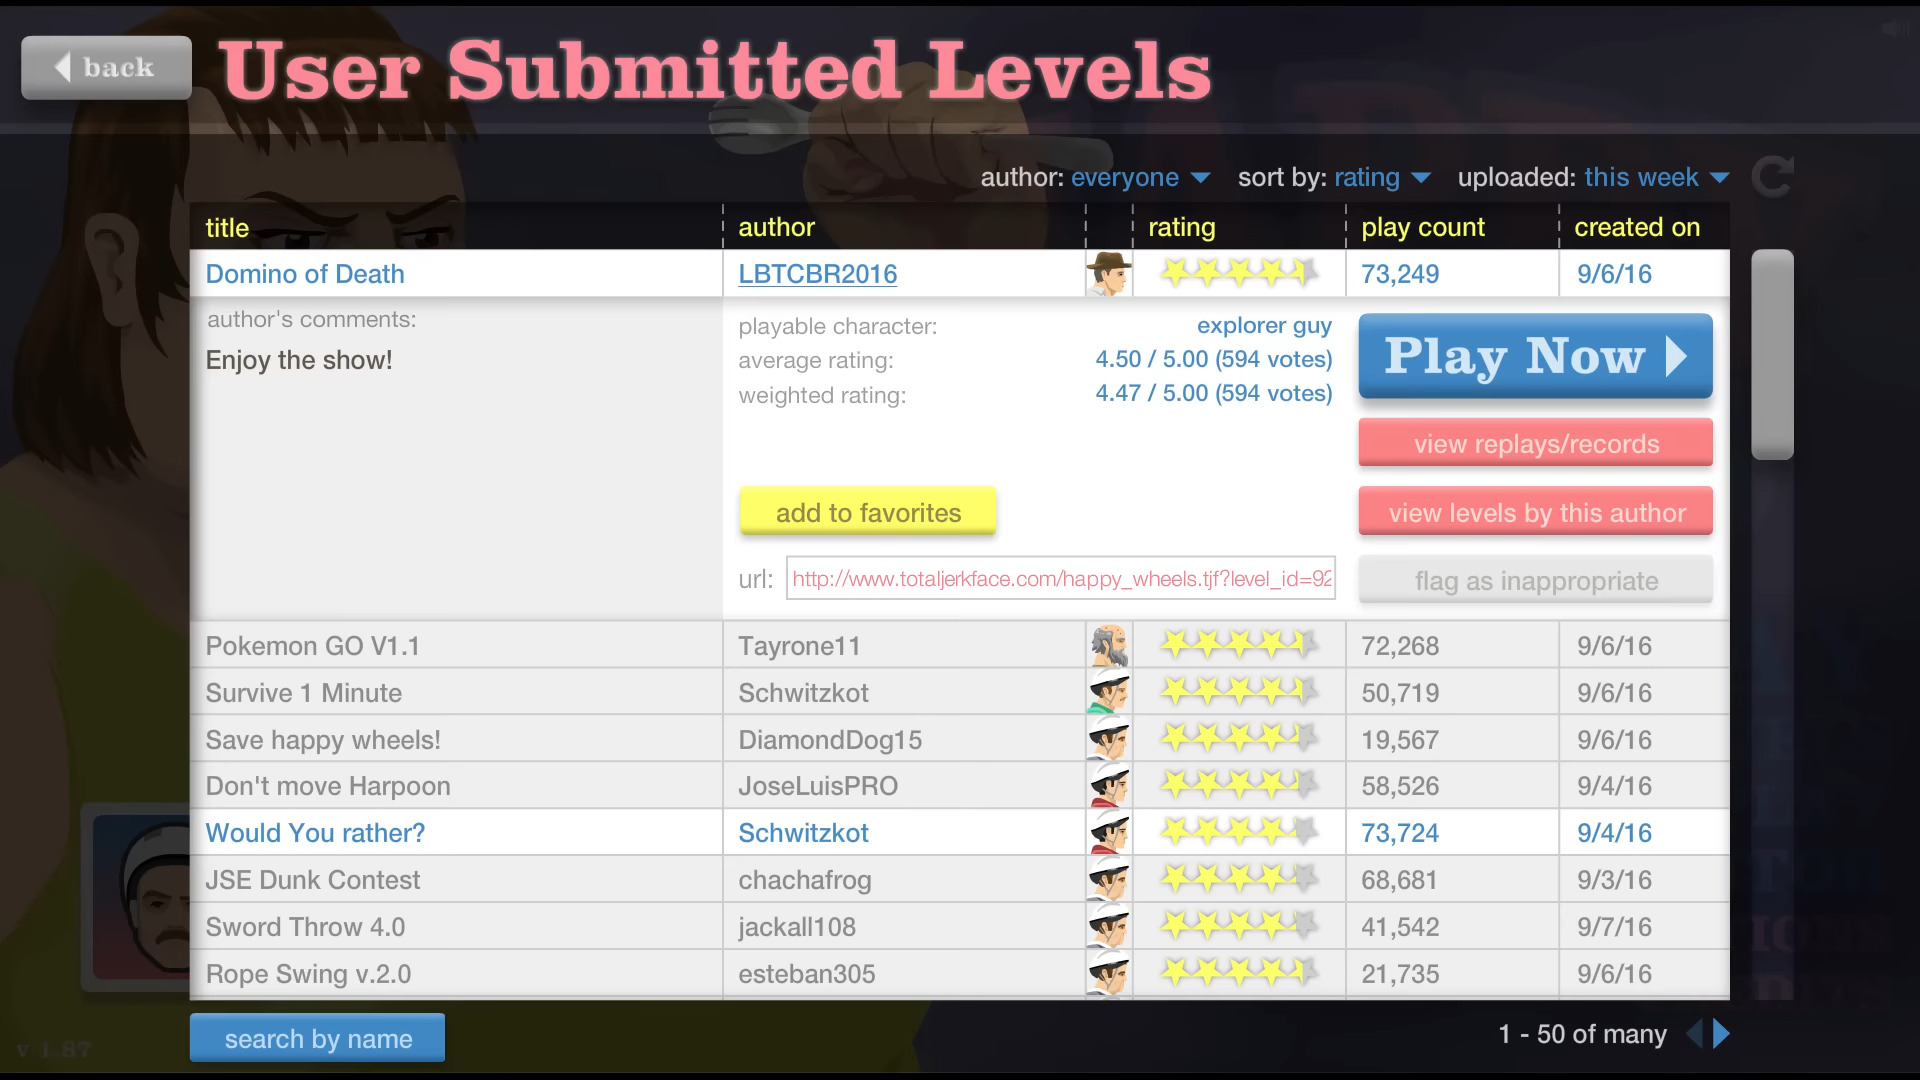 back
User Submitted Levels
author: everyone sort by: rating uploaded: this week
title author rating play count created on
Domino of Death LBTCBR2016 73,249 9/6/16
author's comments:
Enjoy the show!
playable character: explorer guy
average rating: 4.50 / 5.00 (594 votes)
weighted rating: 4.47 / 5.00 (594 votes)
Play Now
view replays/records
add to favorites
view levels by this author
url: http://www.totaljerkface.com/happy_wheels.tjf?level_id=92
flag as inappropriate
Pokemon GO V1.1 Tayrone11 72,268 9/6/16
Survive 1 Minute Schwitzkot 50,719 9/6/16
Save happy wheels! DiamondDog15 19,567 9/6/16
Don't move Harpoon JoseLuisPRO 58,526 9/4/16
Would You rather? Schwitzkot 73,724 9/4/16
JSE Dunk Contest chachafrog 68,681 9/3/16
Sword Throw 4.0 jackall108 41,542 9/7/16
Rope Swing v.2.0 esteban305 21,735 9/6/16
search by name
1 - 50 of many
v 1.87